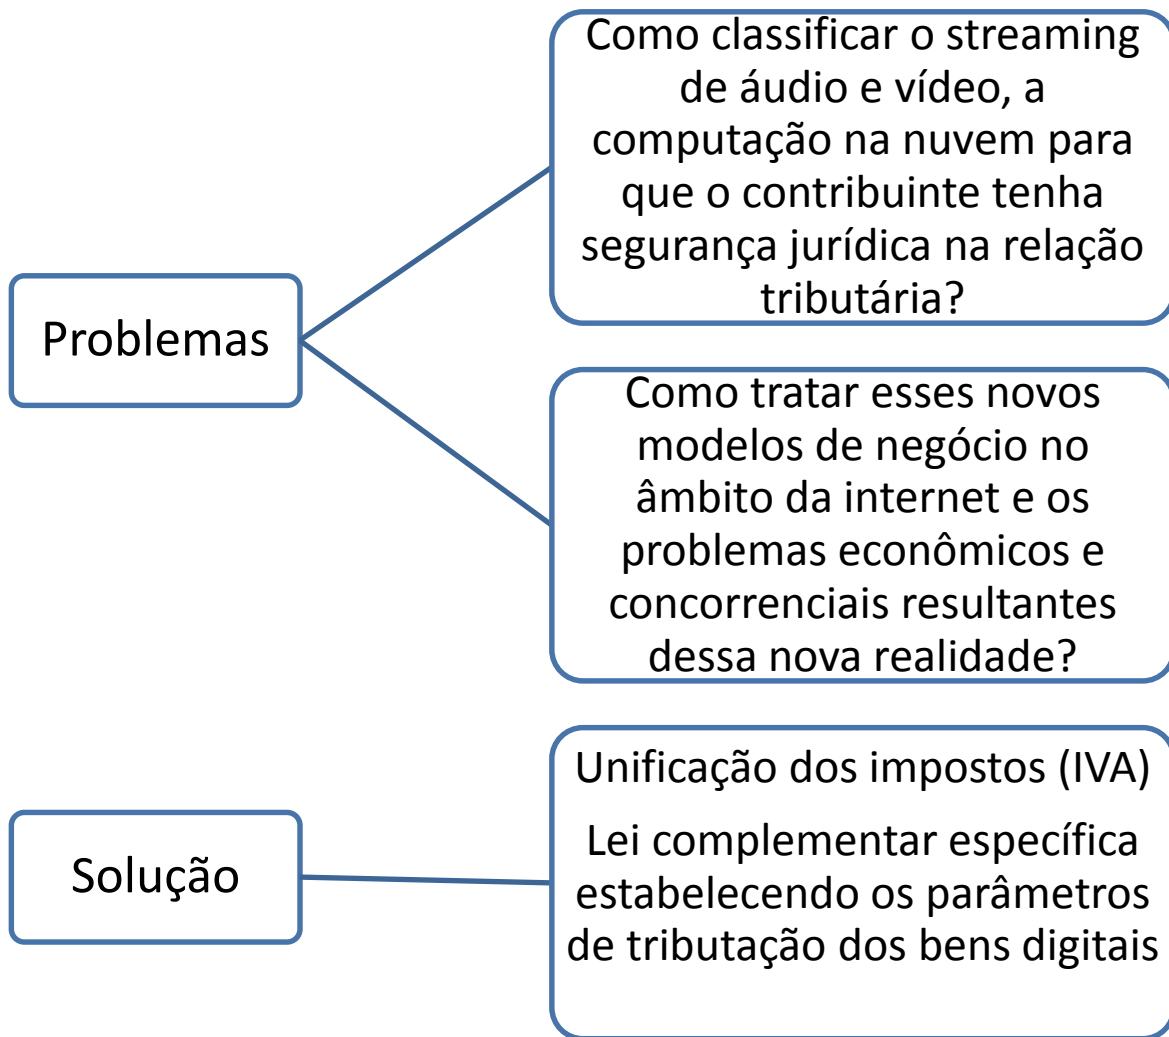 Problemas
Como classificar o streaming
de áudio e vídeo, a
computação na nuvem para
que o contribuinte tenha
segurança jurídica na relação
tributária?
Como tratar esses novos
modelos de negócio no
âmbito da internet e os
problemas econômicos e
concorrenciais resultantes
dessa nova realidade?
Solução
Unificação dos impostos (IVA)
Lei complementar específica
estabelecendo os parâmetros
de tributação dos bens digitais